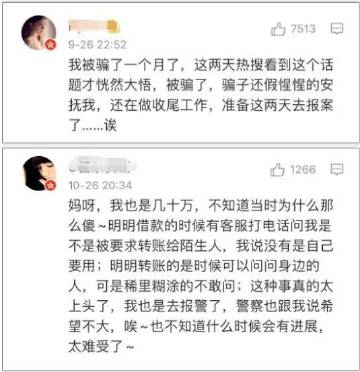 7513
9-26 22:52
我被骗了一个月了，这两天热搜看到这个话
题才恍然大悟，被骗了，骗子还假惺惺的安
抚我，还在做收尾工作，准备这两天去报案
了......诶
1266
10-26 20:34
妈呀，我也是几十万，不知道当时为什么那
么傻~明明借款的时候有客服打电话问我是
不是被要求转账给陌生人，我说没有是自己
要用；明明转账的是时候可以问问身边的
人，可是稀里糊涂的不敢问；这种事真的太
上头了，我也是去报警了，警察也跟我说希
望不大，唉~也不知道什么时候会有进展，
太难受了~